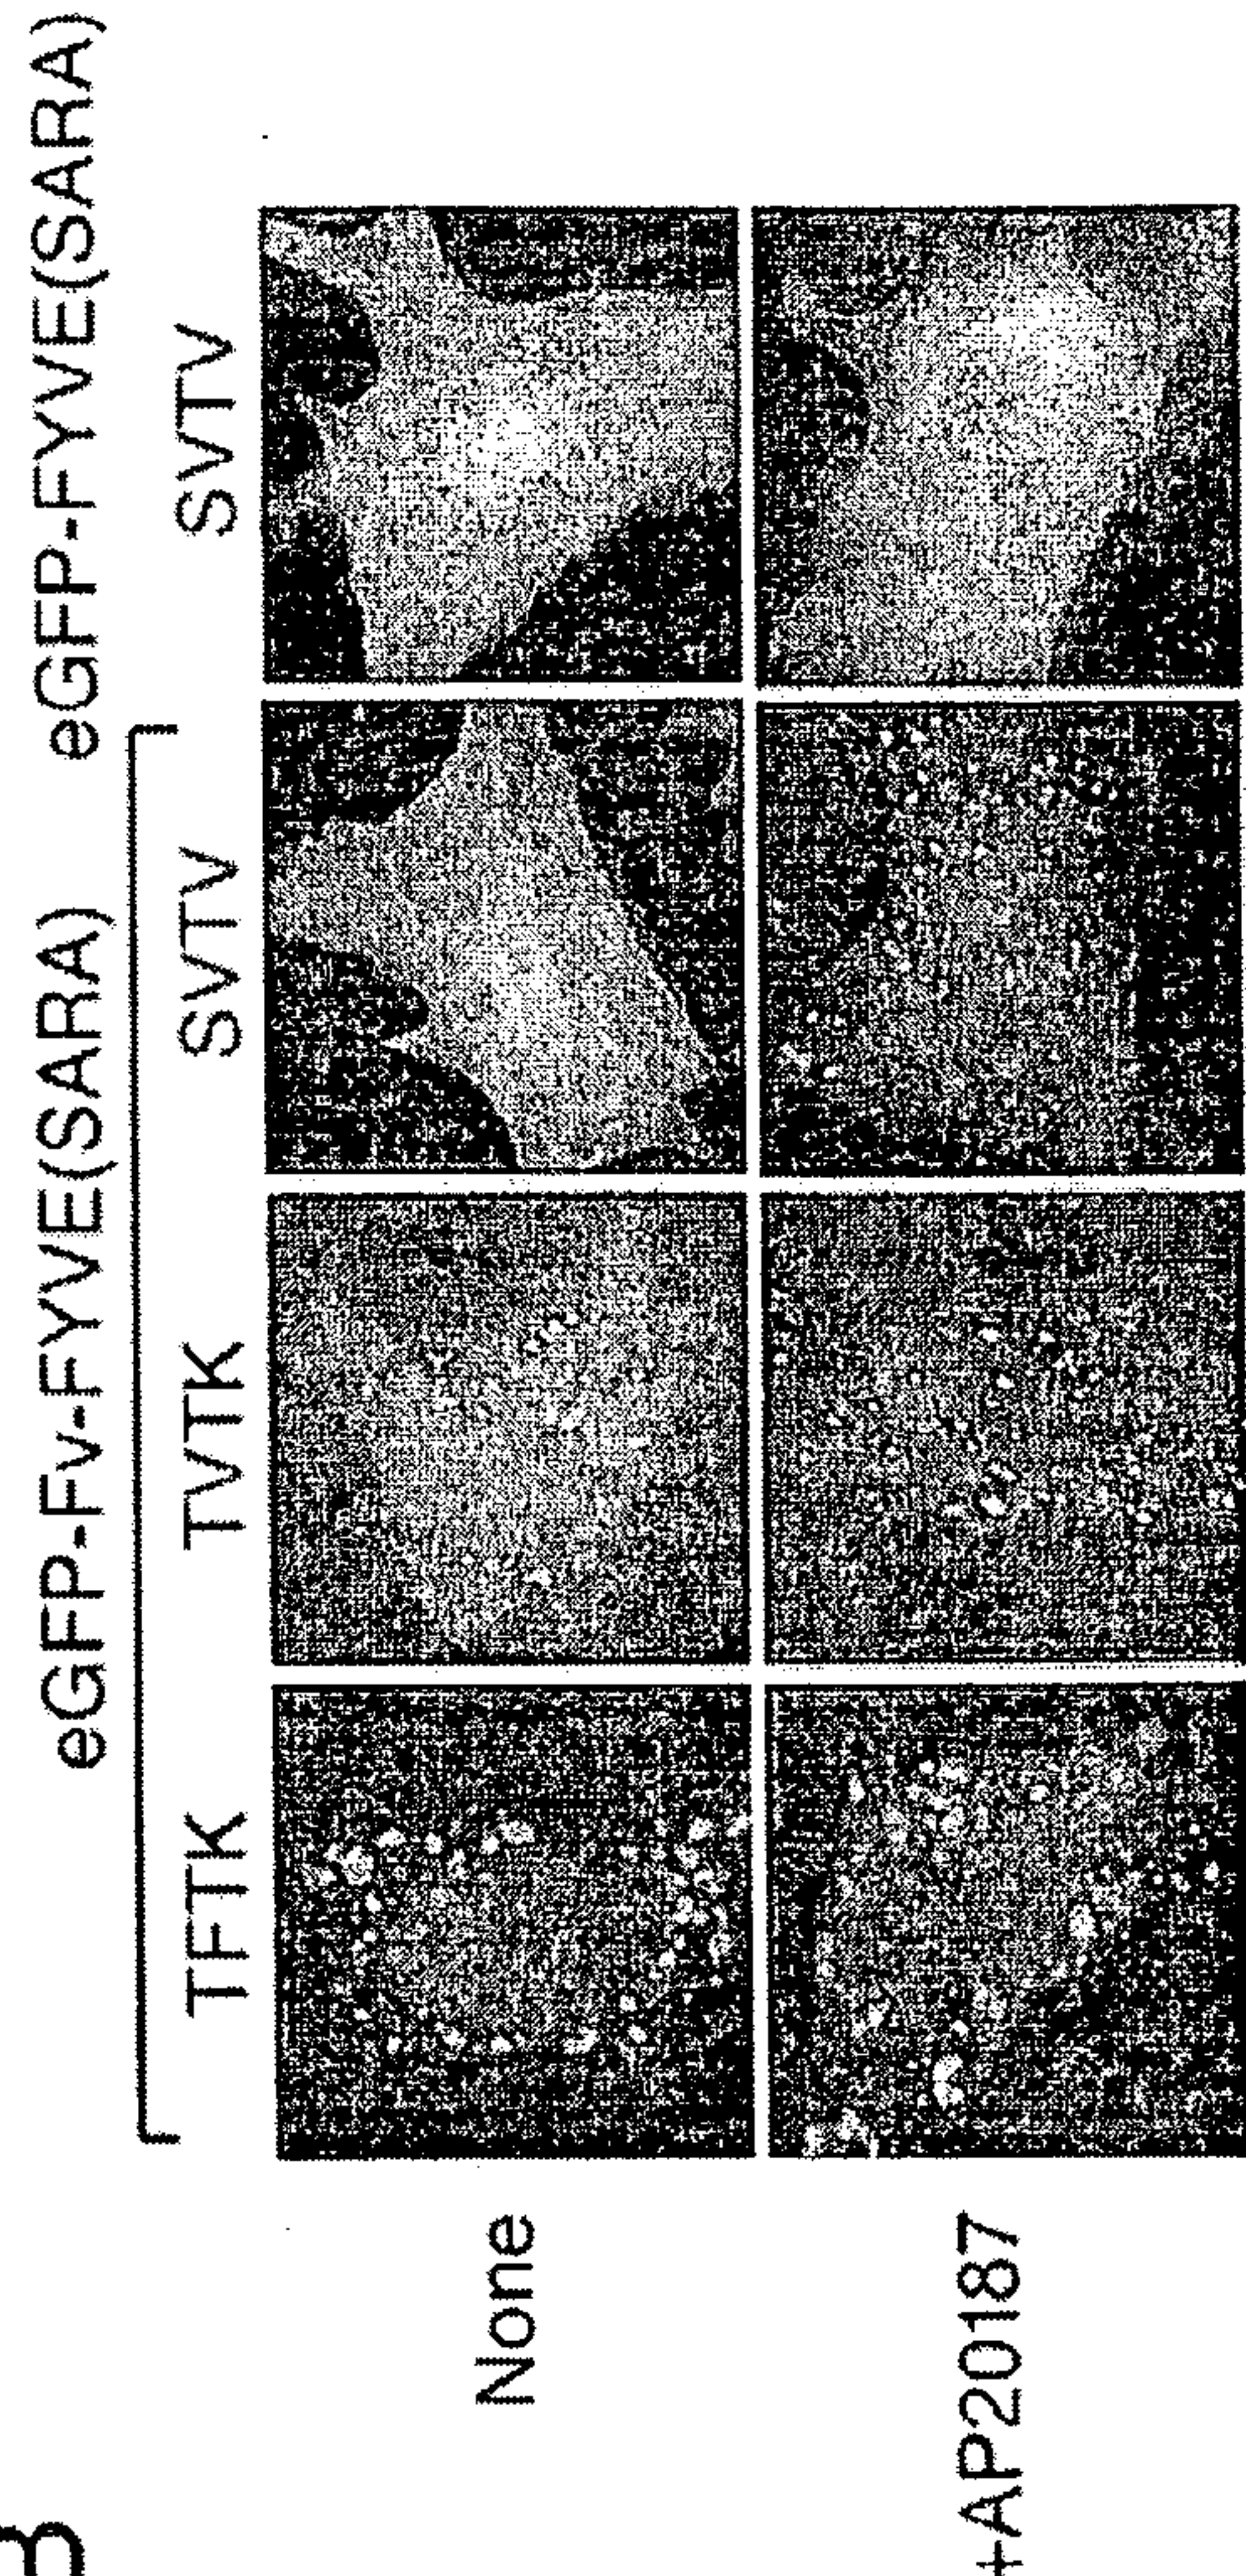 eGFP-Fv-FYVE(SARA) eGFP-FYVE(SARA)
TFTK TVTK SVTV SVTV
None
+AP20187